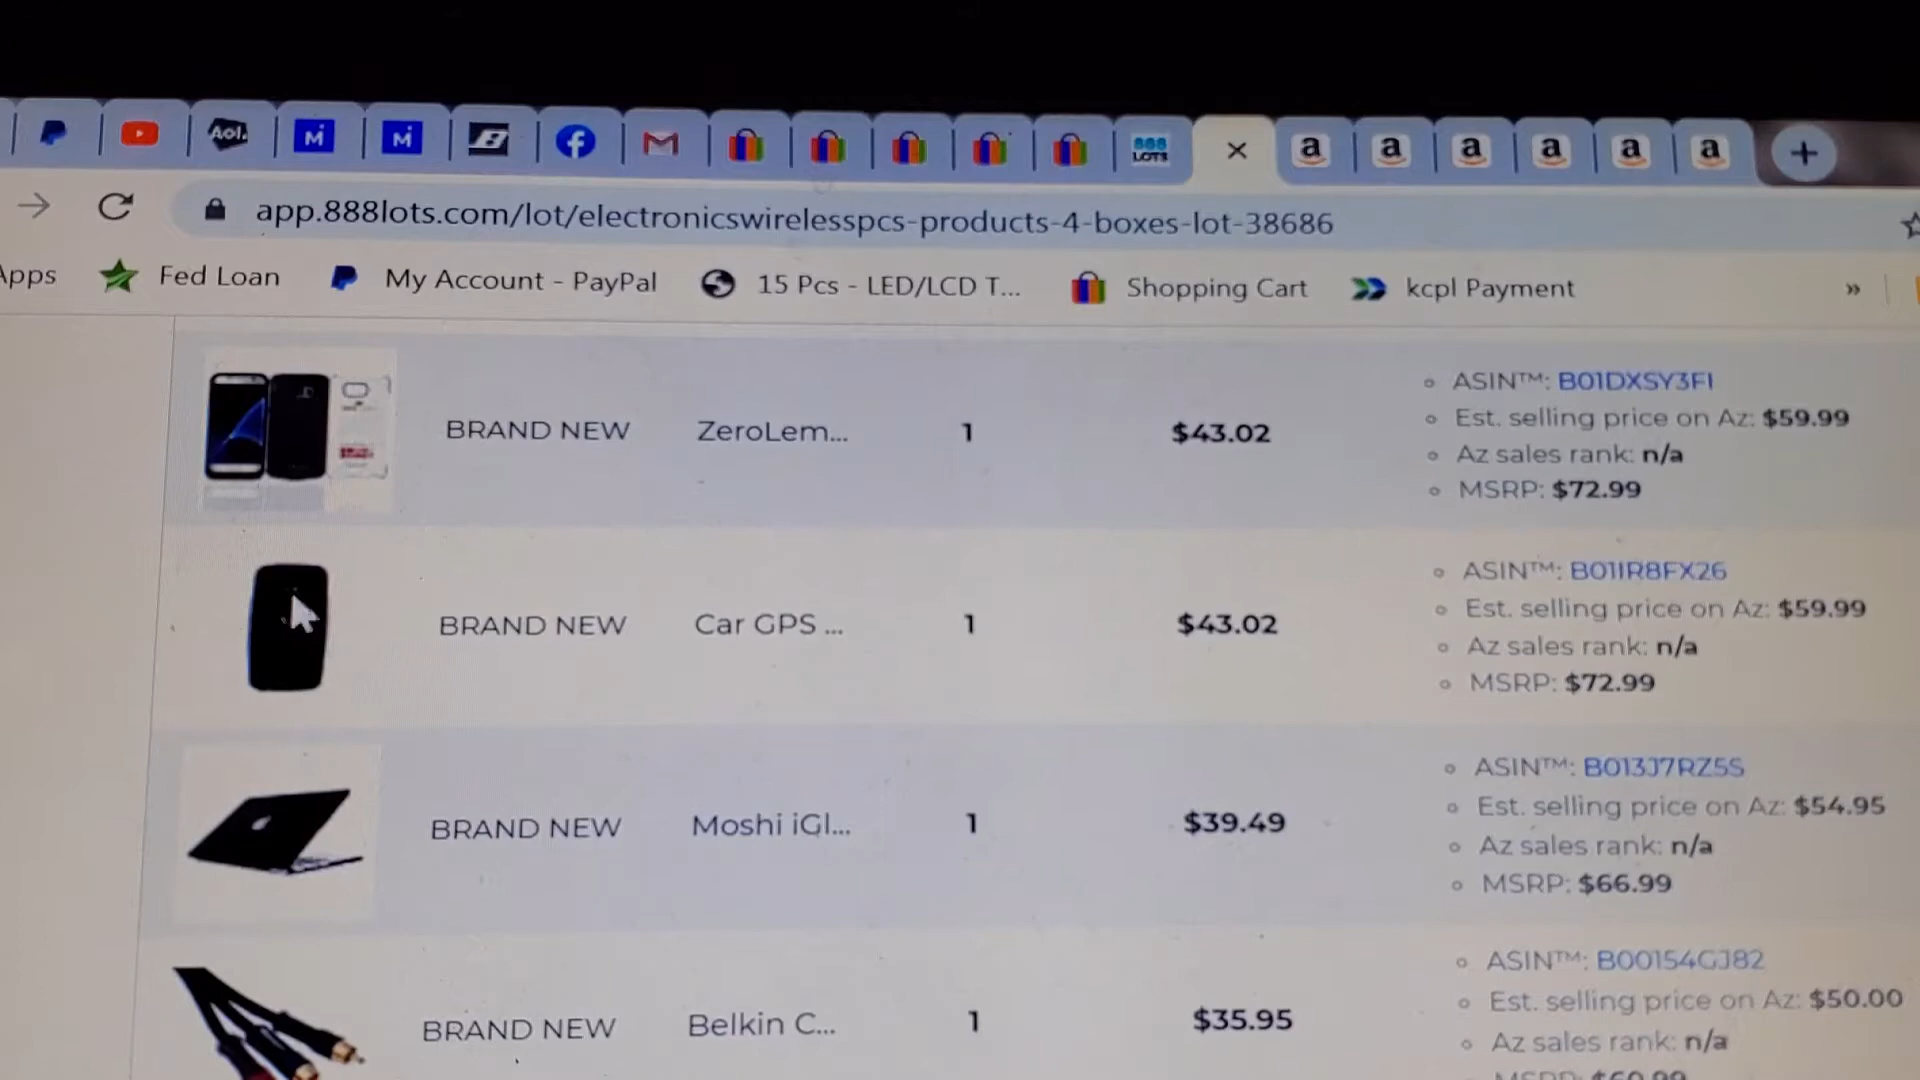 Aol.
888
LOTS
a a a a a a
app.888lots.com/lot/electronicswirelesspcs-products-4-boxes-lot-38686
Apps Fed Loan My Account - PayPal 15 Pcs - LED/LCD T... Shopping Cart kcpl Payment »
BRAND NEW ZeroLem... 1 $43.02
ASIN™: B01DXSY3FI
Est. selling price on Az: $59.99
Az sales rank: n/a
MSRP: $72.99
BRAND NEW Car GPS ... 1 $43.02
ASIN™: B01IR8FX26
Est. selling price on Az: $59.99
Az sales rank: n/a
MSRP: $72.99
BRAND NEW Moshi iGl... 1 $39.49
ASIN™: B013J7RZ5S
Est. selling price on Az: $54.95
Az sales rank: n/a
MSRP: $66.99
BRAND NEW Belkin C... 1 $35.95
ASIN™: B00154GJ82
Est. selling price on Az: $50.00
Az sales rank: n/a
MSRP: $60.99